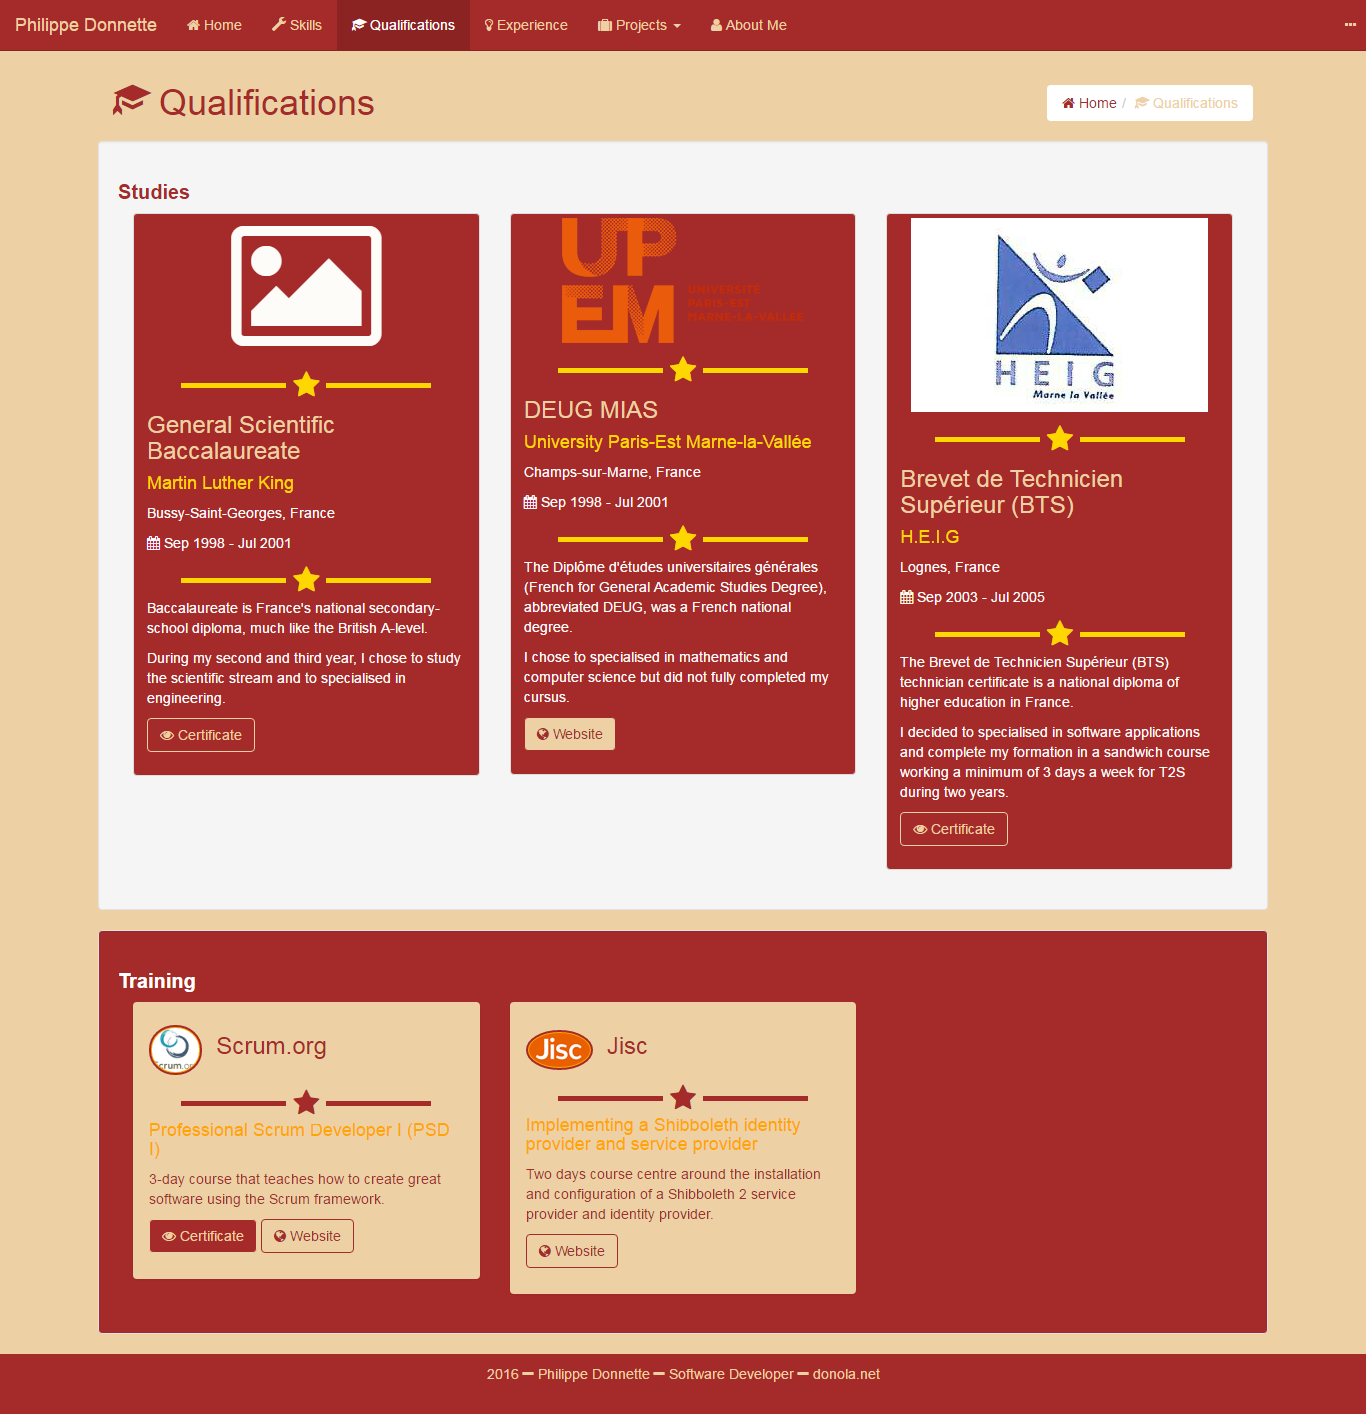 Philippe Donnette Home Skills Qualifications Experience Projects About Me
Qualifications
Home / Qualifications
Studies
General Scientific
Baccalaureate
Martin Luther King
Bussy-Saint-Georges, France
Sep 1998 - Jul 2001
Baccalaureate is France's national secondary-
school diploma, much like the British A-level.
During my second and third year, I chose to study
the scientific stream and to specialised in
engineering.
Certificate
UP
EM
UNIVERSITÉ
PARIS-EST
MARNE-LA-VALLÉE
DEUG MIAS
University Paris-Est Marne-la-Vallée
Champs-sur-Marne, France
Sep 1998 - Jul 2001
The Diplôme d'études universitaires générales
(French for General Academic Studies Degree),
abbreviated DEUG, was a French national
degree.
I chose to specialised in mathematics and
computer science but did not fully completed my
cursus.
Website
HEIG
Marne la Vallée
Brevet de Technicien
Supérieur (BTS)
H.E.I.G
Lognes, France
Sep 2003 - Jul 2005
The Brevet de Technicien Supérieur (BTS)
technician certificate is a national diploma of
higher education in France.
I decided to specialised in software applications
and complete my formation in a sandwich course
working a minimum of 3 days a week for T2S
during two years.
Certificate
Training
Scrum.org
Professional Scrum Developer I (PSD
I)
3-day course that teaches how to create great
software using the Scrum framework.
Certificate Website
Jisc
Jisc
Implementing a Shibboleth identity
provider and service provider
Two days course centre around the installation
and configuration of a Shibboleth 2 service
provider and identity provider.
Website
2016 ━ Philippe Donnette ━ Software Developer ━ donola.net